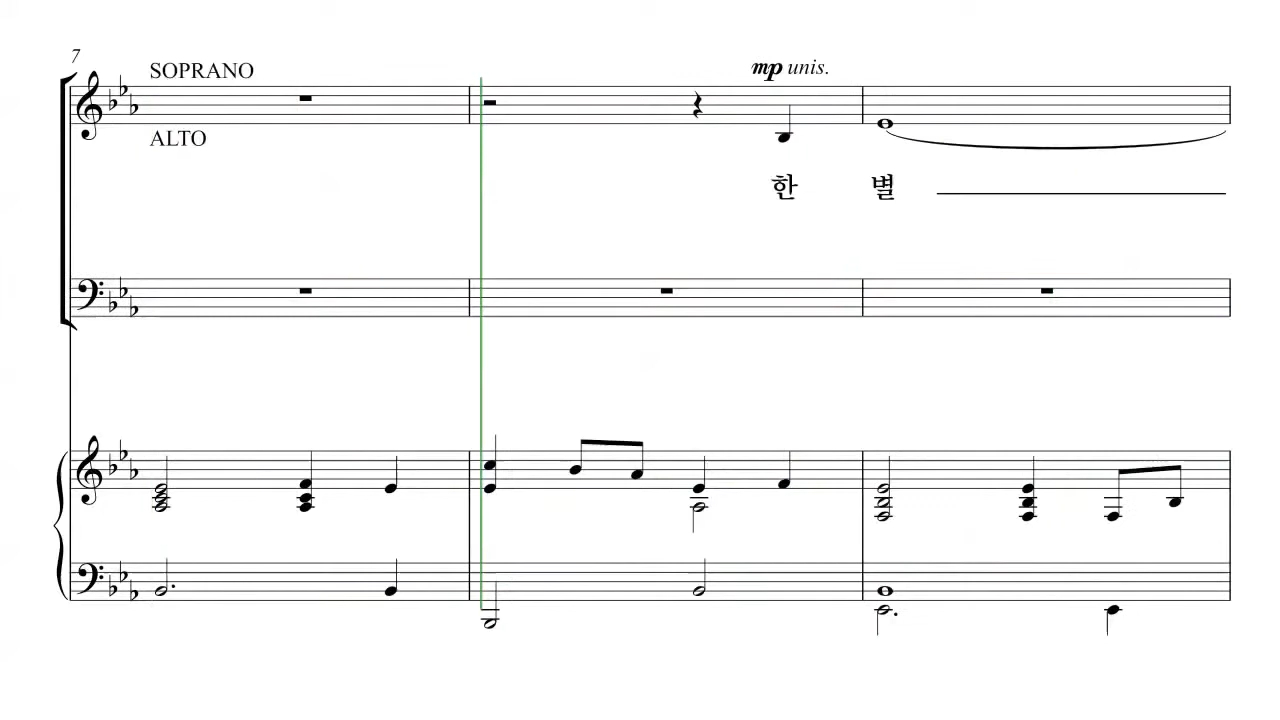 7
SOPRANO
mp unis.
ALTO
한 별